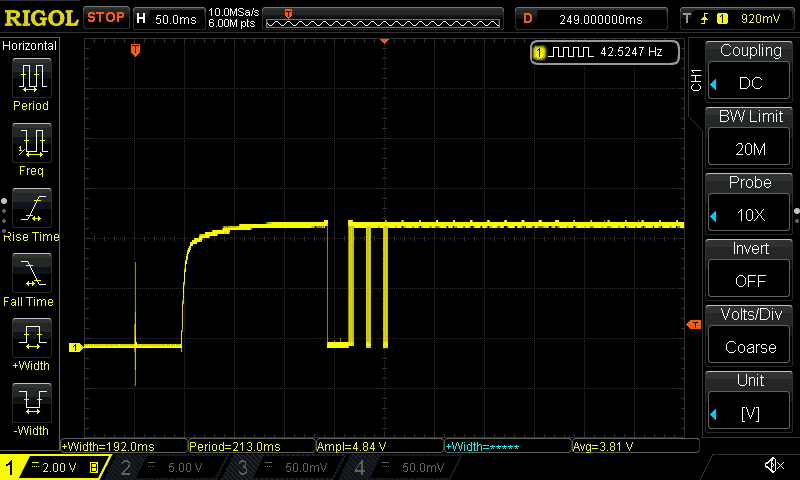 RIGOL STOP H 50.0ms 10.0MSa/s 6.00M pts T D 249.000000ms T 1 920mV
Horizontal
Period
Freq
Rise Time
Fall Time
+Width
-Width
T
1 42.5247 Hz
1
T
CH1
Coupling
DC
BW Limit
20M
Probe
10X
Invert
OFF
Volts/Div
Coarse
Unit
[V]
+Width=192.0ms Period=213.0ms Ampl=4.84 V +Width=***** Avg=3.81 V
1 2.00 V B 2 5.00 V 3 50.0mV 4 50.0mV